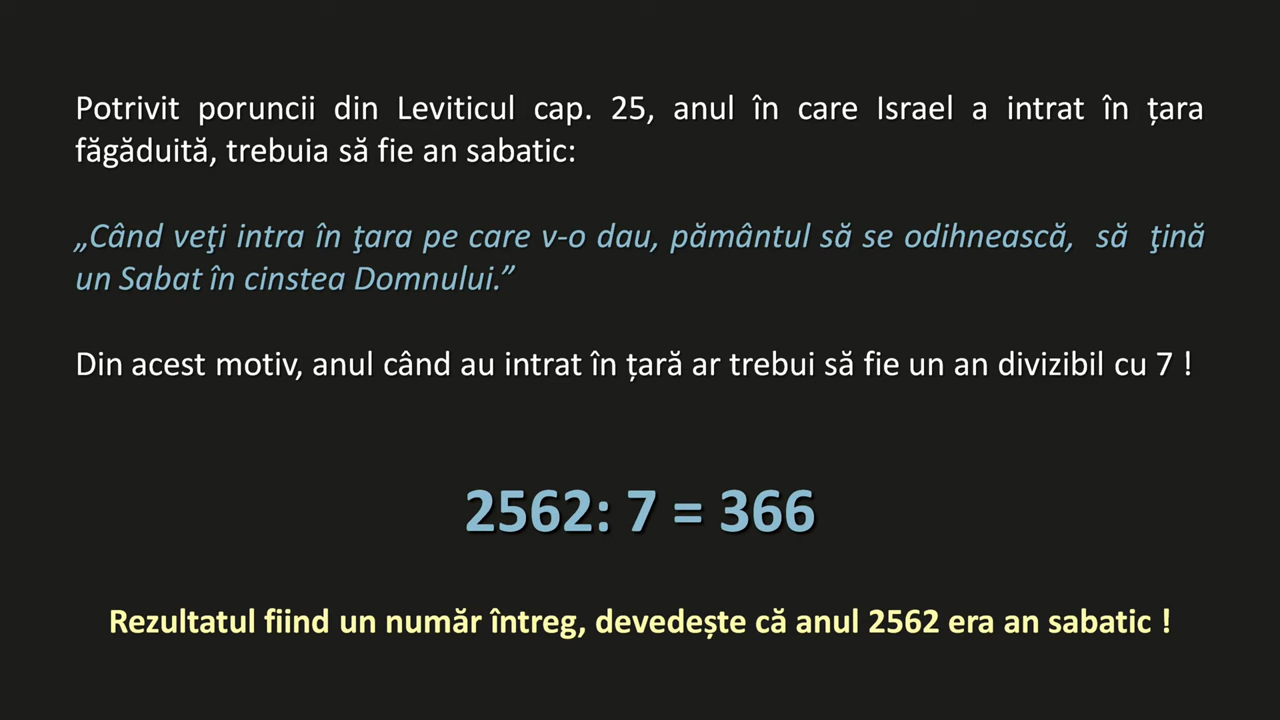 Potrivit poruncii din Leviticul cap. 25, anul în care Israel a intrat în țara
făgăduită, trebuia să fie an sabatic:
„Când veţi intra în ţara pe care v-o dau, pământul să se odihnească, să ţină
un Sabat în cinstea Domnului.”
Din acest motiv, anul când au intrat în țară ar trebui să fie un an divizibil cu 7 !
2562: 7 = 366
Rezultatul fiind un număr întreg, devedește că anul 2562 era an sabatic !